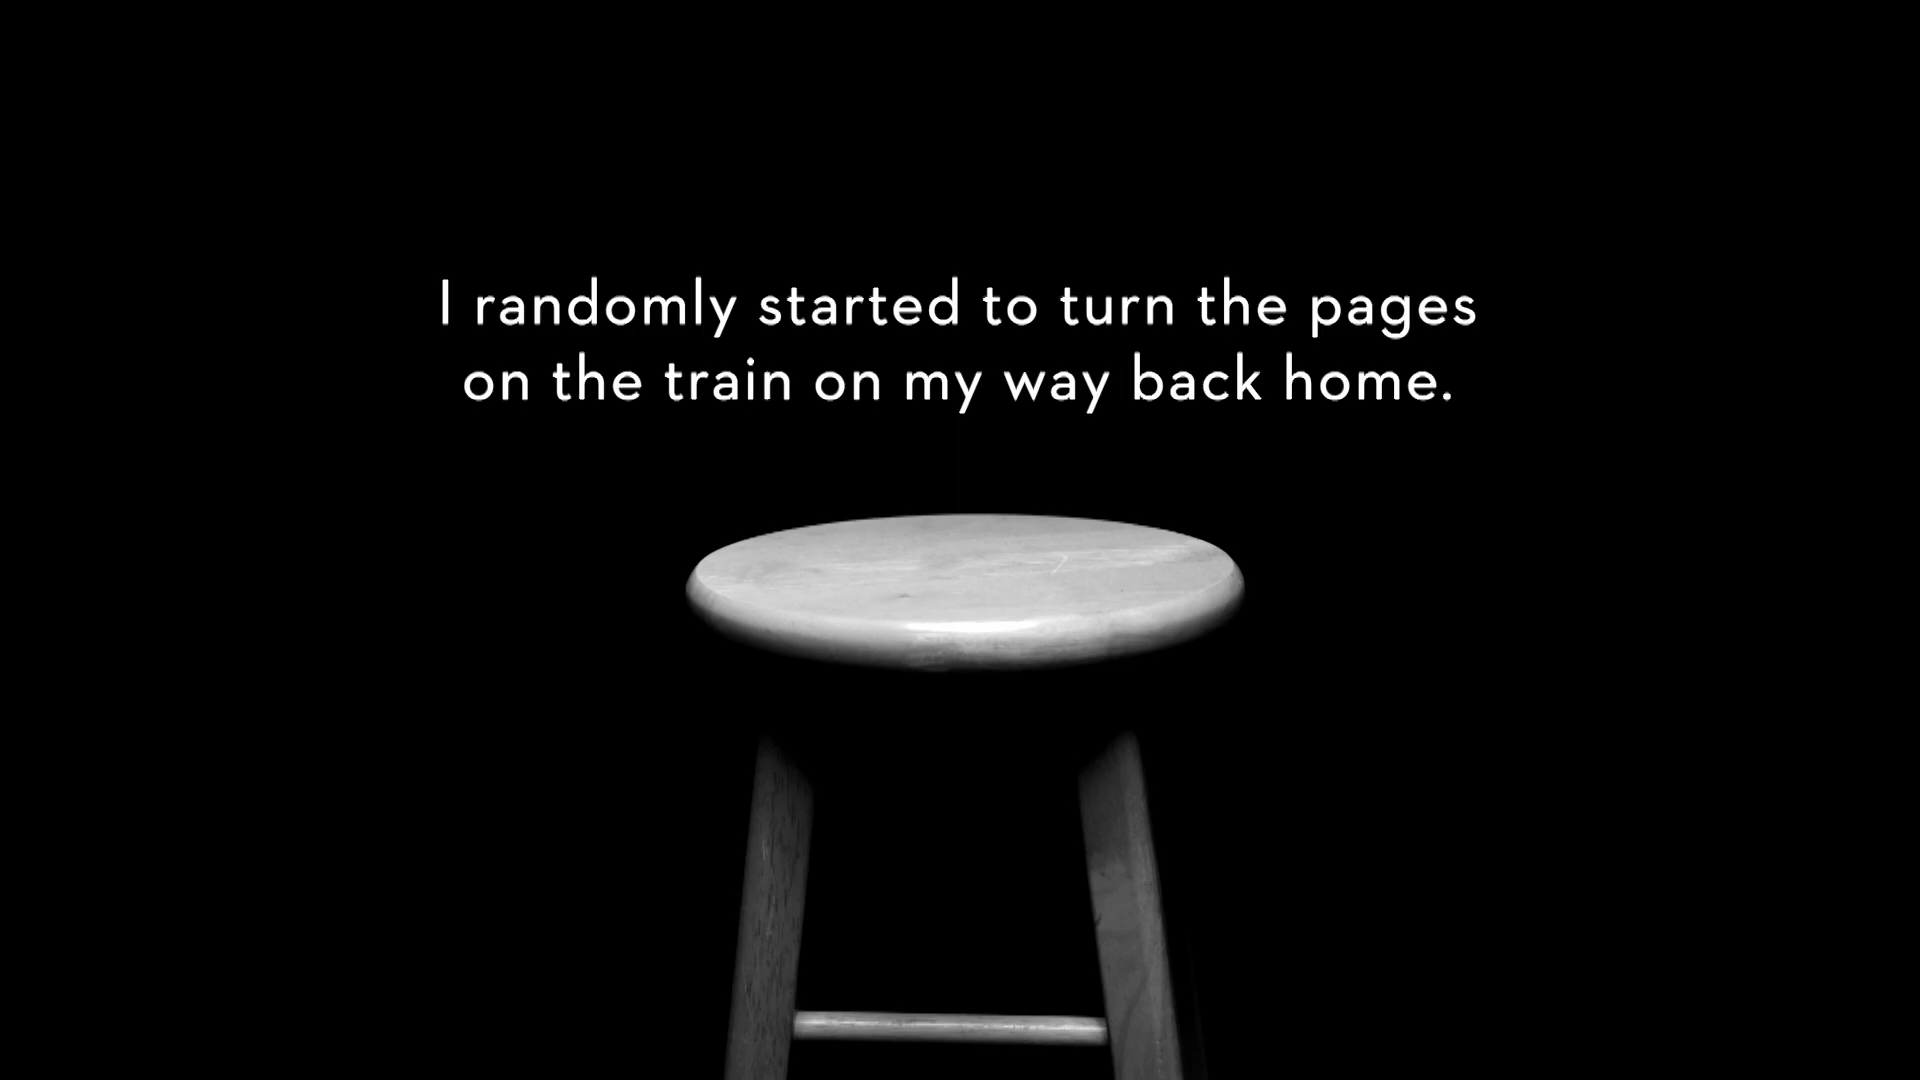 I randomly started to turn the pages
on the train on my way back home.